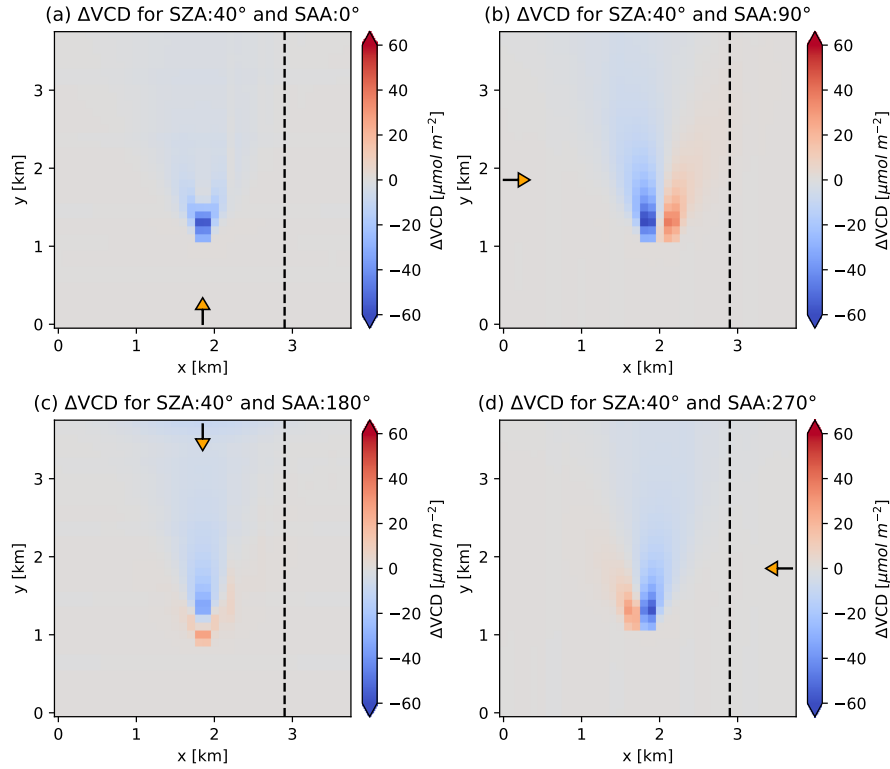 (a) ΔVCD for SZA:40° and SAA:0°
(b) ΔVCD for SZA:40° and SAA:90°
60
40
20
0
−20
−40
−60
ΔVCD [μmol m⁻²]
3
2
1
0
y [km]
0 1 2 3
x [km]
60
40
20
0
−20
−40
−60
ΔVCD [μmol m⁻²]
3
2
1
0
y [km]
0 1 2 3
x [km]
(c) ΔVCD for SZA:40° and SAA:180°
(d) ΔVCD for SZA:40° and SAA:270°
60
40
20
0
−20
−40
−60
ΔVCD [μmol m⁻²]
3
2
1
0
y [km]
0 1 2 3
x [km]
60
40
20
0
−20
−40
−60
ΔVCD [μmol m⁻²]
3
2
1
0
y [km]
0 1 2 3
x [km]